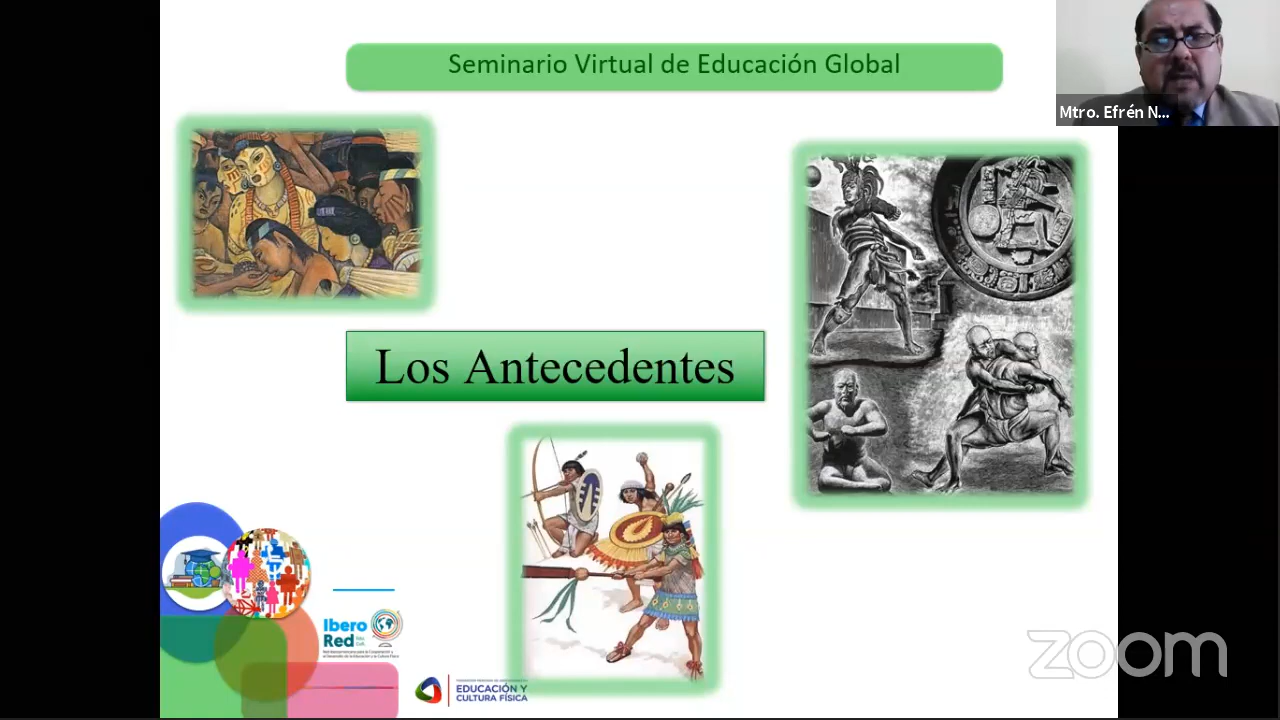 Seminario Virtual de Educación Global
Mtro. Efrén N...
Los Antecedentes
Ibero
Red
EDUCACIÓN Y
CULTURA FÍSICA
zoom